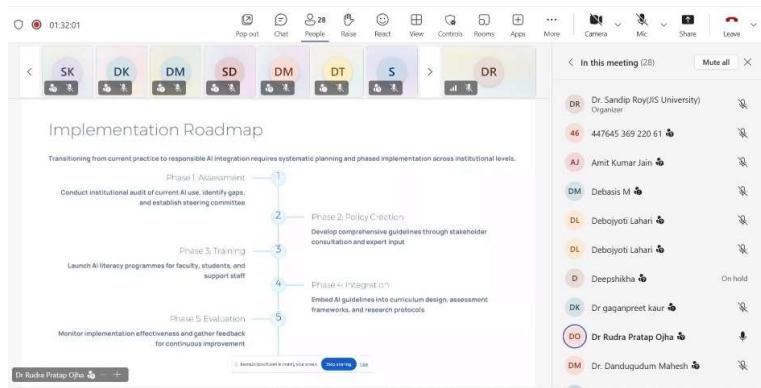 01:32:01
Pop out
Chat
28
People
Raise
React
View
Controls
Rooms
Apps
More
Camera
Mic
Share
Leave
SK
DK
DM
SD
DM
DT
S
DR
Implementation Roadmap
Transitioning from current practice to responsible AI integration requires systematic planning and phased implementation across institutional levels.
Phase 1: Assessment
1
Conduct institutional audit of current AI use, identify gaps,
and establish steering committee
2
Phase 2: Policy Creation
Develop comprehensive guidelines through stakeholder
consultation and expert input
Phase 3: Training
3
Launch AI literacy programmes for faculty, students, and
support staff
4
Phase 4: Integration
Embed AI guidelines into curriculum design, assessment
frameworks, and research protocols
Phase 5: Evaluation
5
Monitor implementation effectiveness and gather feedback
for continuous improvement
is sharing your screen.
Stop sharing
Hide
Dr Rudra Pratap Ojha
In this meeting (28)
Mute all
DR
Dr. Sandip Roy(JIS University)
Organizer
46
447645 369 220 61
AJ
Amit Kumar Jain
DM
Debasis M
DL
Debojyoti Lahari
DL
Debojyoti Lahari
D
Deepshikha
On hold
DK
Dr gaganpreet kaur
DO
Dr Rudra Pratap Ojha
DM
Dr. Dandugudum Mahesh